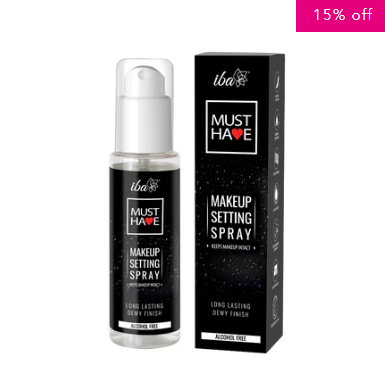 15% off
iba
MUST
HAVE
MAKEUP
SETTING
SPRAY
• KEEPS MAKEUP INTACT •
LONG LASTING
DEWY FINISH
ALCOHOL FREE
iba
MUST
HAVE
MAKEUP
SETTING
SPRAY
• KEEPS MAKEUP INTACT •
LONG LASTING
DEWY FINISH
ALCOHOL FREE